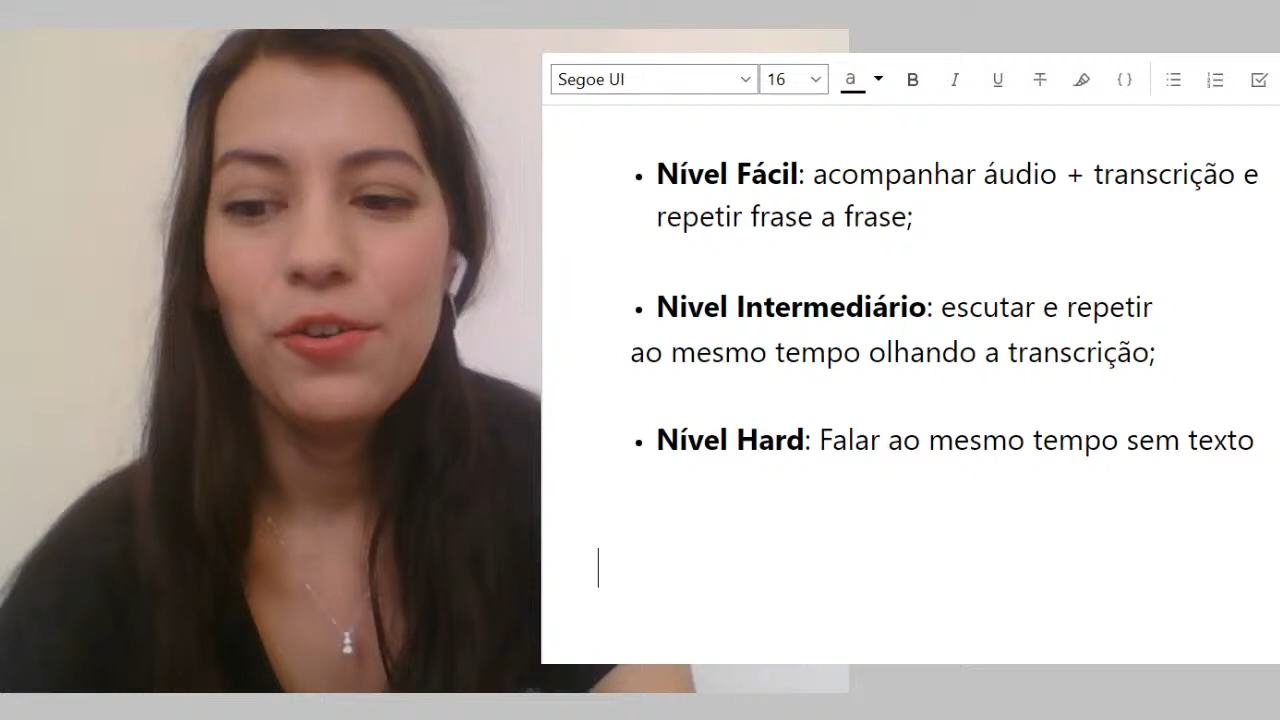 Segoe UI 16 a B I U T { }
• Nível Fácil: acompanhar áudio + transcrição e
repetir frase a frase;
• Nivel Intermediário: escutar e repetir
ao mesmo tempo olhando a transcrição;
• Nível Hard: Falar ao mesmo tempo sem texto